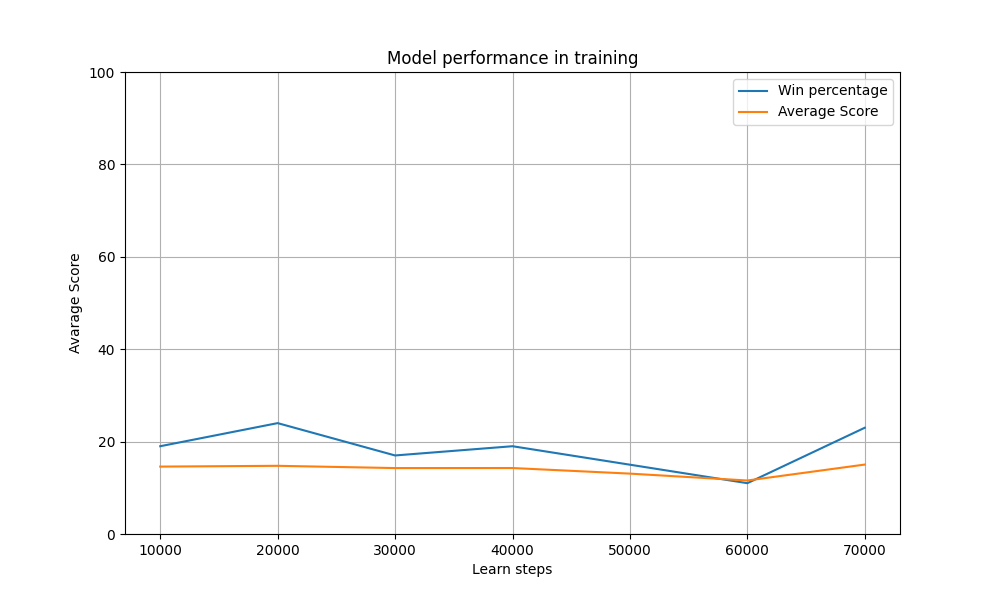 Model performance in training
100
80
60
40
20
0
Avarage Score
Win percentage
Average Score
10000 20000 30000 40000 50000 60000 70000
Learn steps